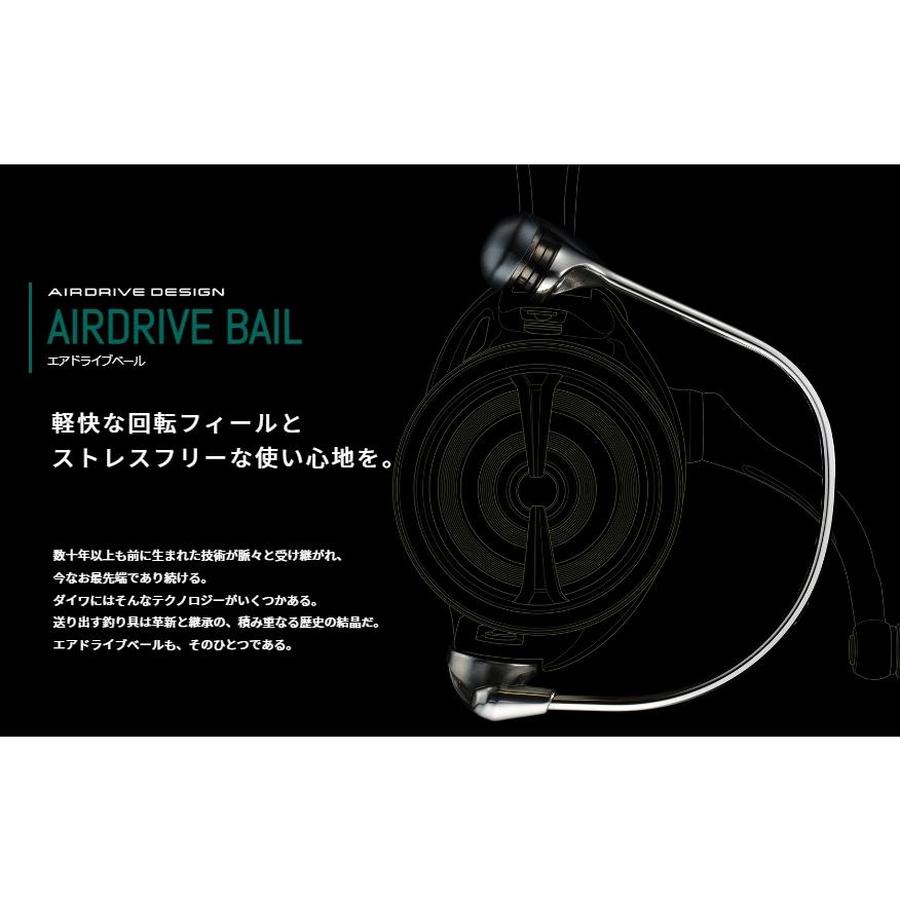 AIRDRIVE DESIGN
AIRDRIVE BAIL
エアドライブベール
軽快な回転フィールと
ストレスフリーな使い心地を。
数十年以上も前に生まれた技術が脈々と受け継がれ、
今なお最先端であり続ける。
ダイワにはそんなテクノロジーがいくつかある。
送り出す釣り具は革新と継承の、積み重なる歴史の結晶だ。
エアドライブベールも、そのひとつである。